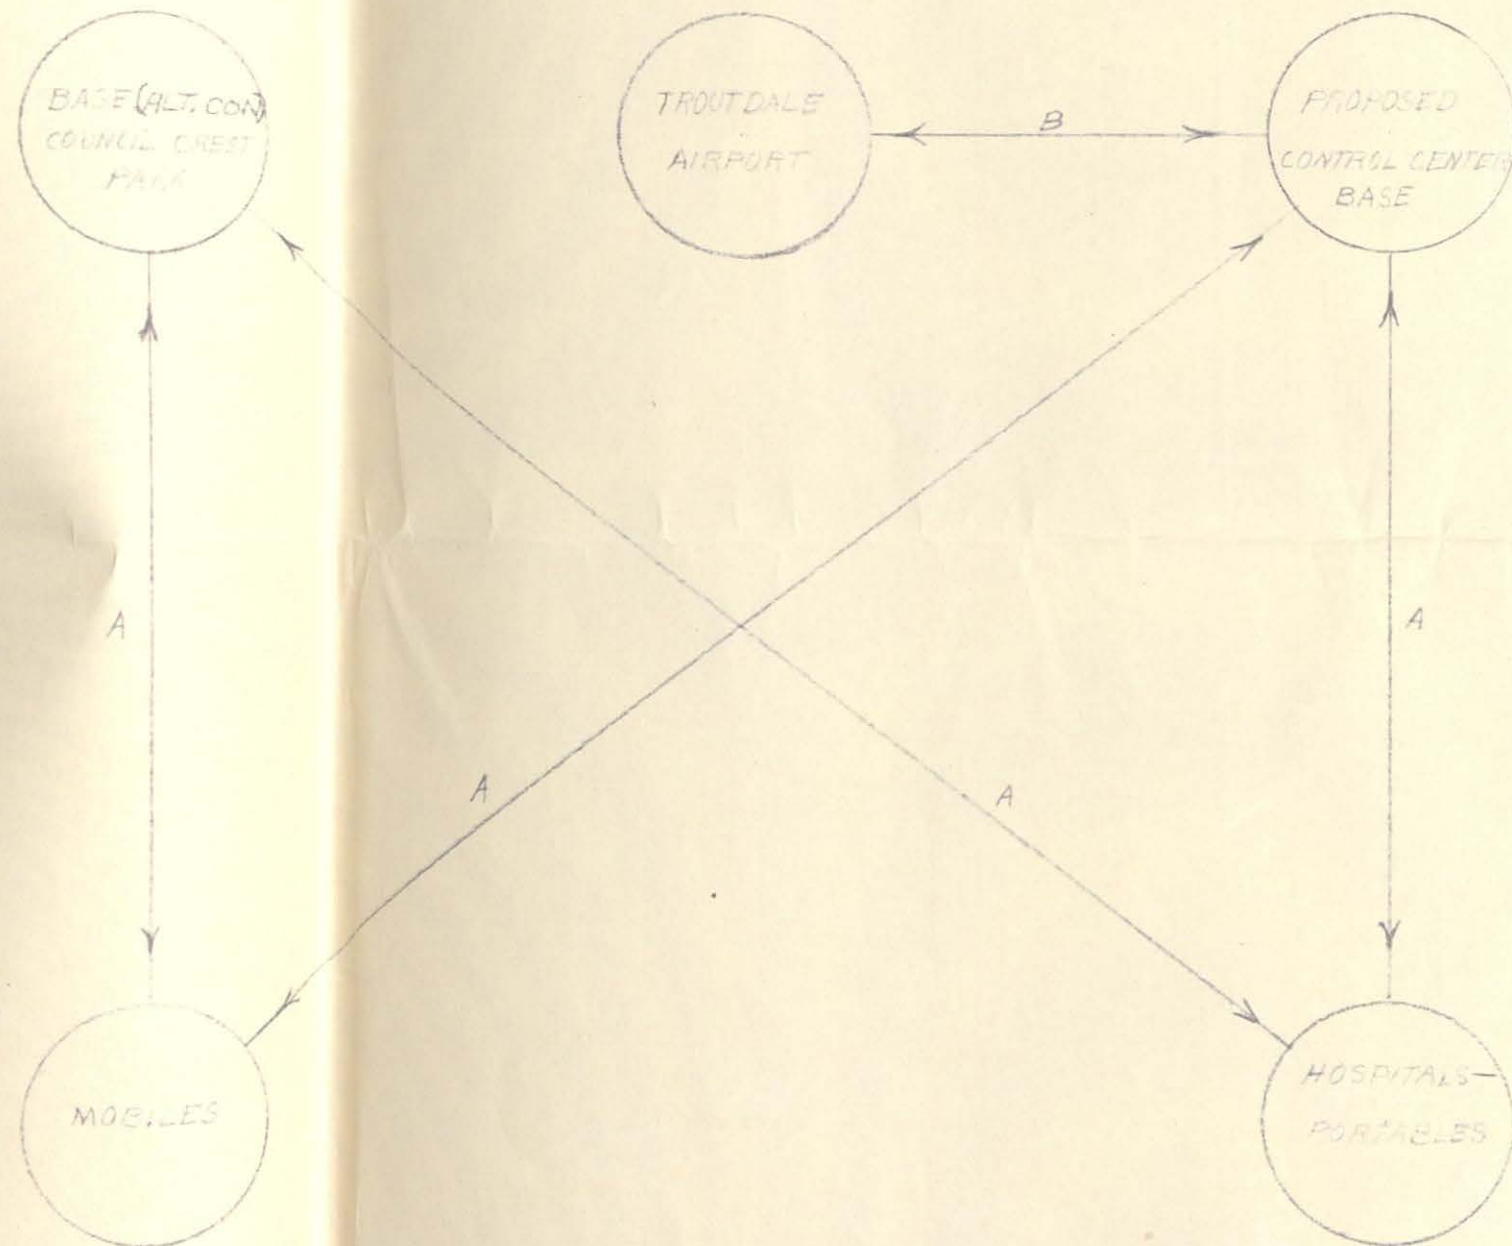 BASE (ALT. CON)
COUNCIL CREST
PARK
TROUTDALE
AIRPORT
B
PROPOSED
CONTROL CENTER
BASE
A
A
A
A
MOBILES
HOSPITALS—
PORTABLES